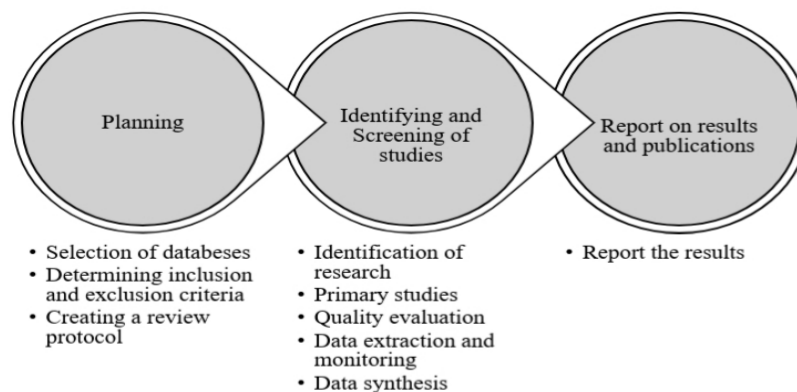 Planning
Identifying and
Screening of
studies
Report on results
and publications
• Selection of databeses
• Determining inclusion
and exclusion criteria
• Creating a review
protocol
• Identification of
research
• Primary studies
• Quality evaluation
• Data extraction and
monitoring
• Data synthesis
• Report the results